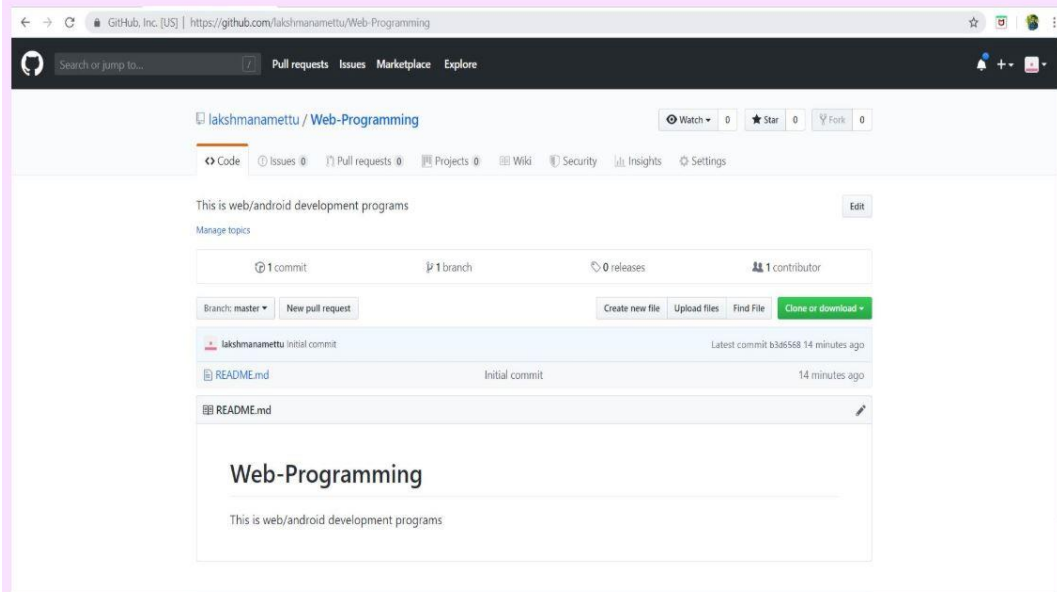 GitHub, Inc. [US] | https://github.com/lakshmanamettu/Web-Programming
Search or jump to... / Pull requests Issues Marketplace Explore
lakshmanamettu / Web-Programming Watch 0 Star 0 Fork 0
Code Issues 0 Pull requests 0 Projects 0 Wiki Security Insights Settings
This is web/android development programs Edit
Manage topics
1 commit 1 branch 0 releases 1 contributor
Branch: master New pull request Create new file Upload files Find File Clone or download
lakshmanamettu Initial commit Latest commit b3d6568 14 minutes ago
README.md Initial commit 14 minutes ago
README.md
Web-Programming
This is web/android development programs